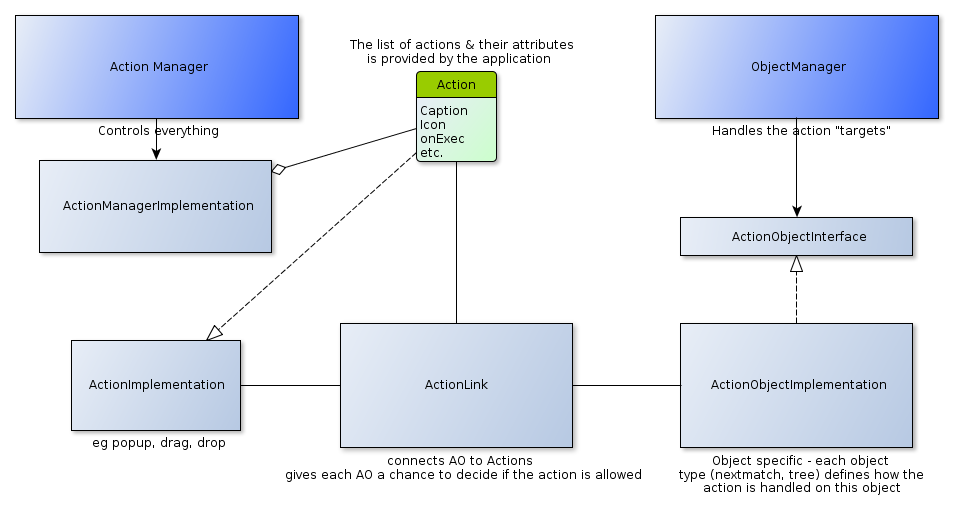 Action Manager
The list of actions & their attributes
is provided by the application
ObjectManager
Action
Caption
Icon
onExec
etc.
Controls everything
Handles the action "targets"
ActionManagerImplementation
ActionObjectInterface
ActionImplementation
ActionLink
ActionObjectImplementation
eg popup, drag, drop
connects AO to Actions
gives each AO a chance to decide if the action is allowed
Object specific - each object
type (nextmatch, tree) defines how the
action is handled on this object